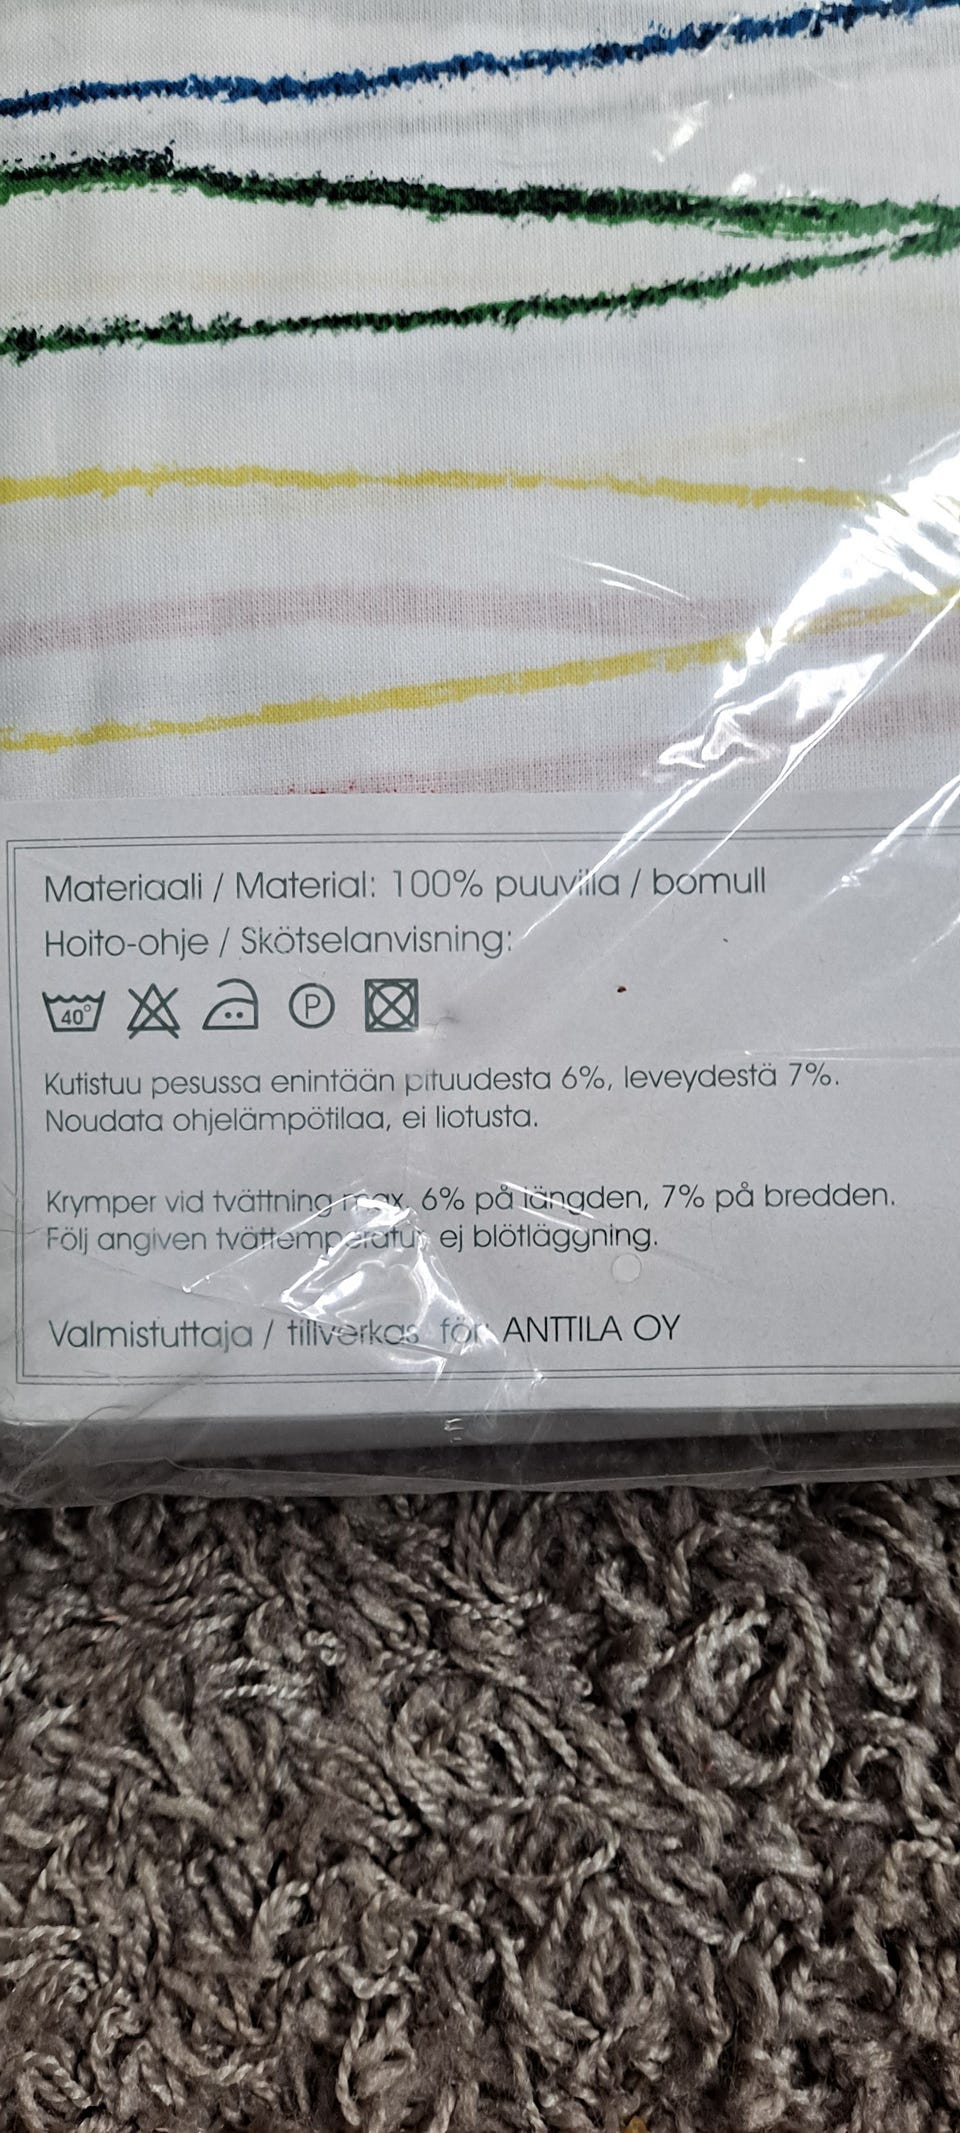 Materiaali / Material: 100% puuvilla / bomull
Hoito-ohje / Skötselanvisning:
40° P
Kutistuu pesussa enintään pituudesta 6%, leveydestä 7%.
Noudata ohjelämpötilaa, ei liotusta.
Krymper vid tvättning max. 6% på längden, 7% på bredden.
Följ angiven tvättemperatur, ej blötläggning.
Valmistuttaja / tillverkas för: ANTTILA OY